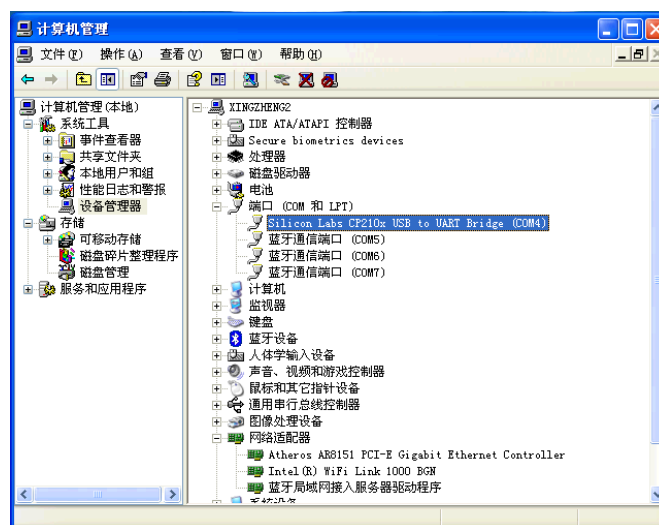 计算机管理
文件(F) 操作(A) 查看(V) 窗口(W) 帮助(H)
计算机管理(本地)
系统工具
事件查看器
共享文件夹
本地用户和组
性能日志和警报
设备管理器
存储
可移动存储
磁盘碎片整理程序
磁盘管理
服务和应用程序
XINGZHENG2
IDE ATA/ATAPI 控制器
Secure biometrics devices
处理器
磁盘驱动器
电池
端口 (COM 和 LPT)
Silicon Labs CP210x USB to UART Bridge (COM4)
蓝牙通信端口 (COM5)
蓝牙通信端口 (COM6)
蓝牙通信端口 (COM7)
计算机
监视器
键盘
蓝牙设备
人体学输入设备
声音、视频和游戏控制器
鼠标和其它指针设备
通用串行总线控制器
图像处理设备
网络适配器
Atheros AR8151 PCI-E Gigabit Ethernet Controller
Intel(R) WiFi Link 1000 BGN
蓝牙局域网接入服务器驱动程序